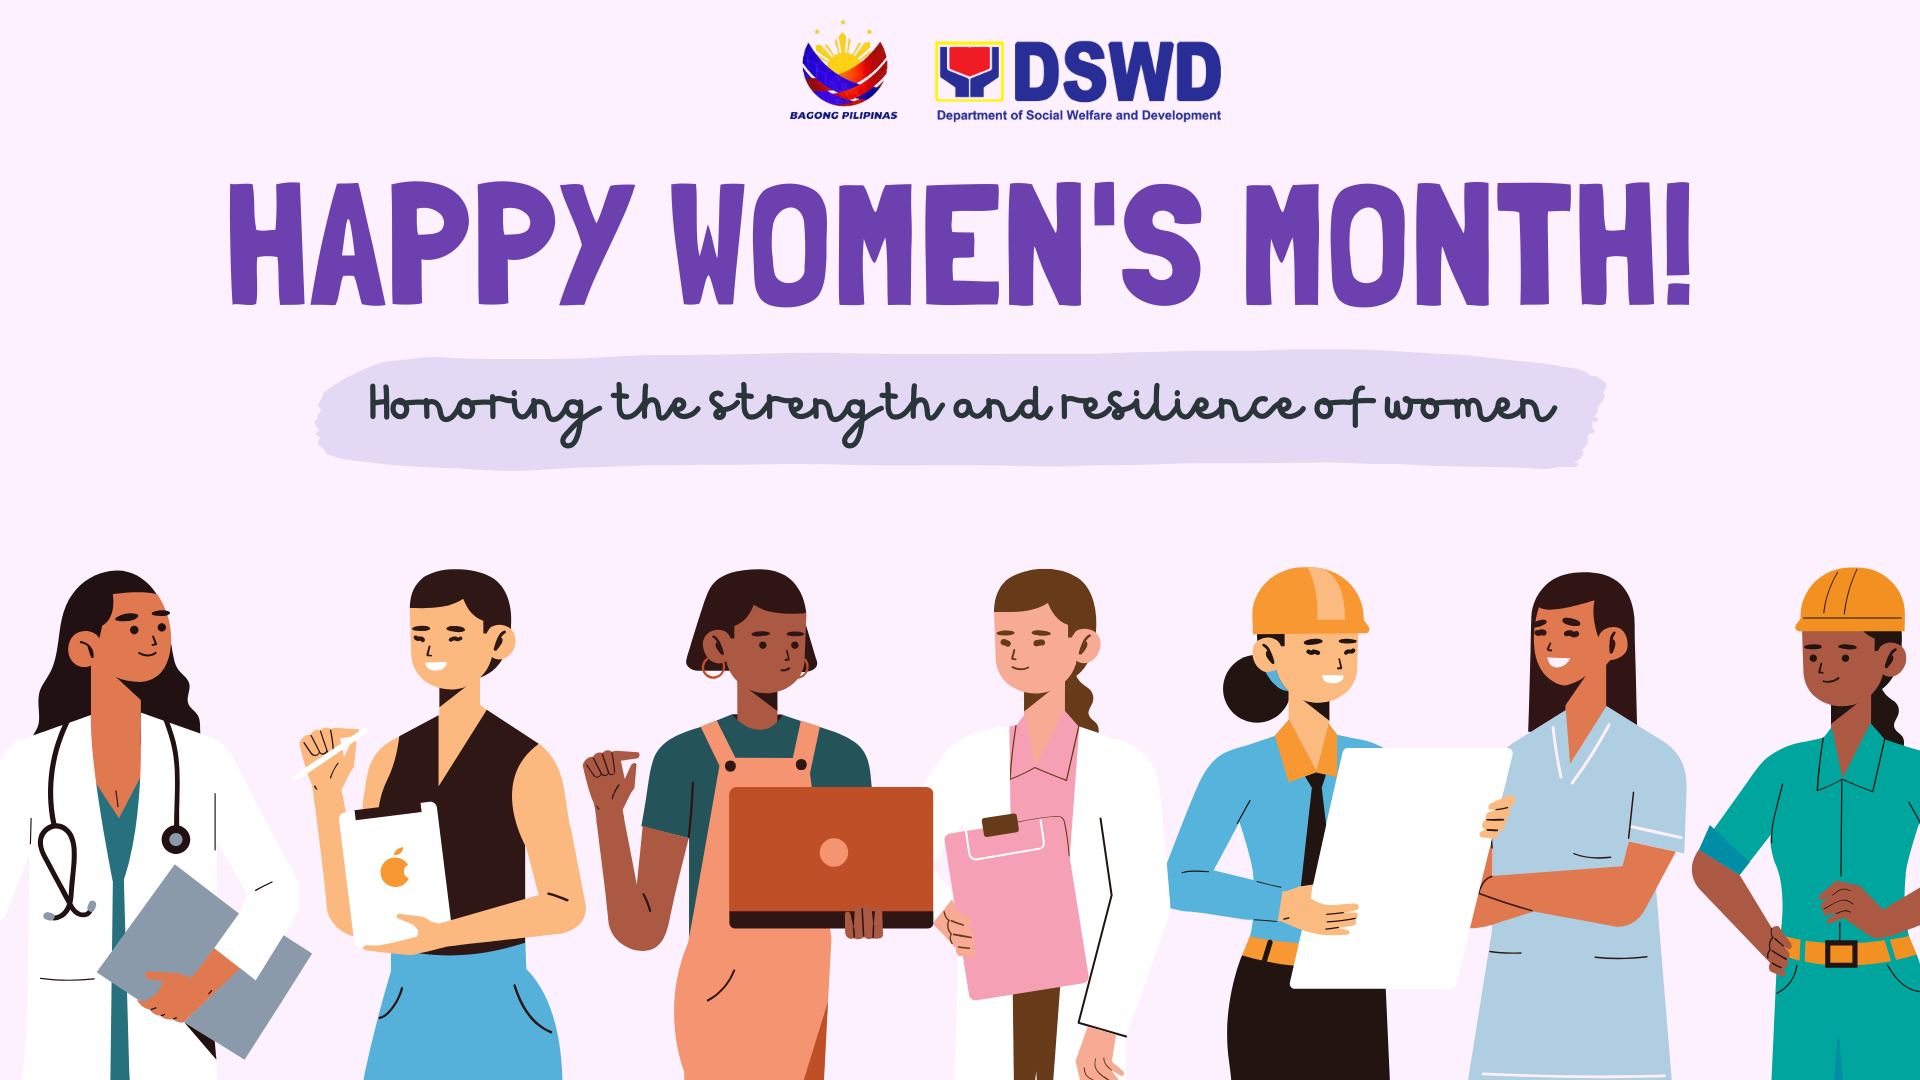 BAGONG PILIPINAS
DSWD
Department of Social Welfare and Development
HAPPY WOMEN'S MONTH!
Honoring the strength and resilience of women